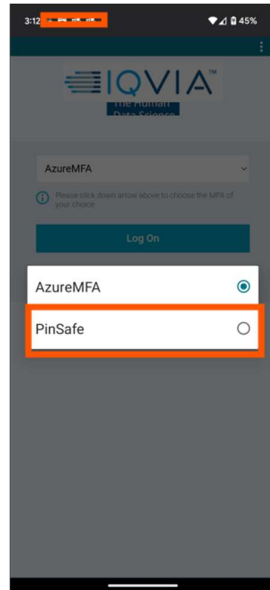 3:12
45%
IQVIA™
The Human
Data Science
AzureMFA
Please click down arrow above to choose the MFA of
your choice
Log On
AzureMFA
PinSafe